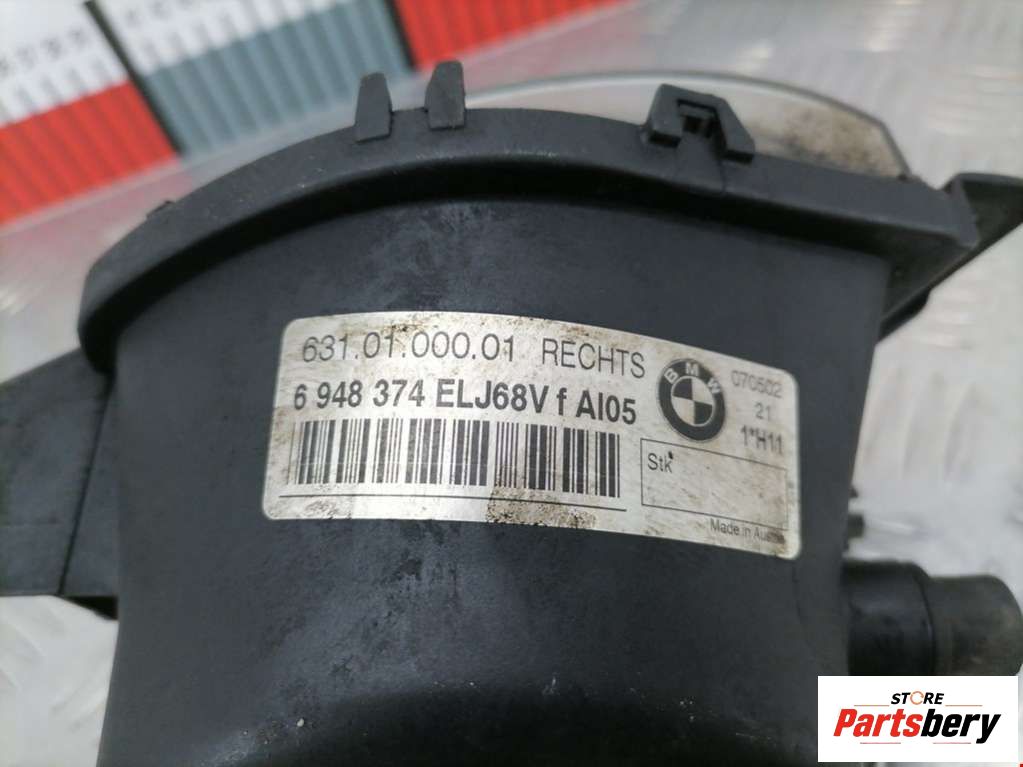 631.01.000.01 RECHTS
6 948 374 ELJ68V f AI05
BMW
070502
21
1*H11
Stk
Made in
STORE
Partsbery